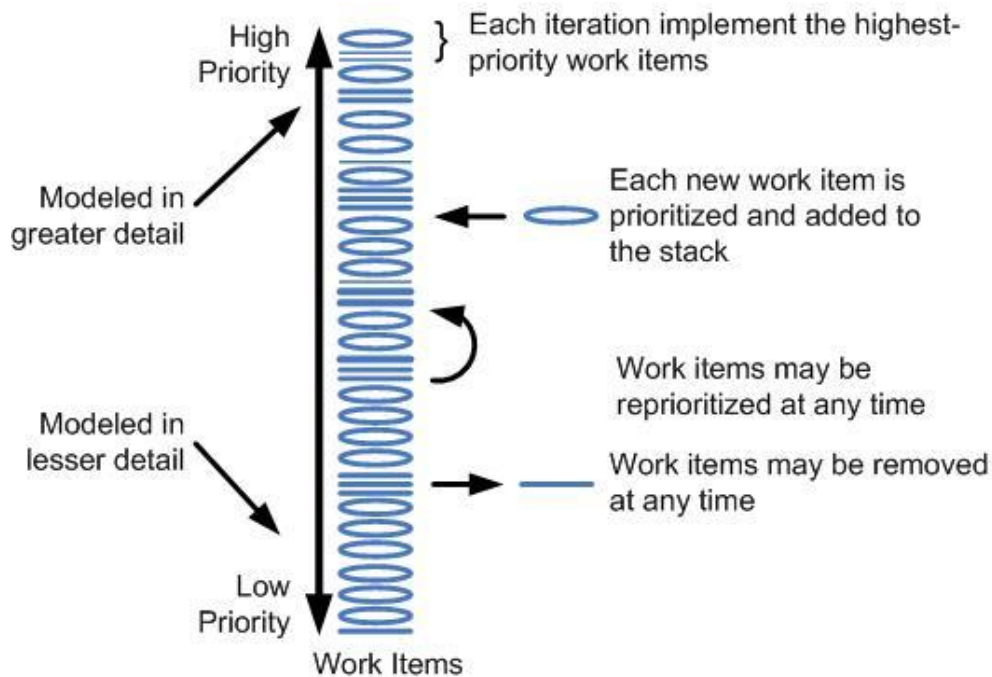 High
Priority
Each iteration implement the highest-
priority work items
Modeled in
greater detail
Each new work item is
prioritized and added to
the stack
Work items may be
reprioritized at any time
Modeled in
lesser detail
Work items may be removed
at any time
Low
Priority
Work Items